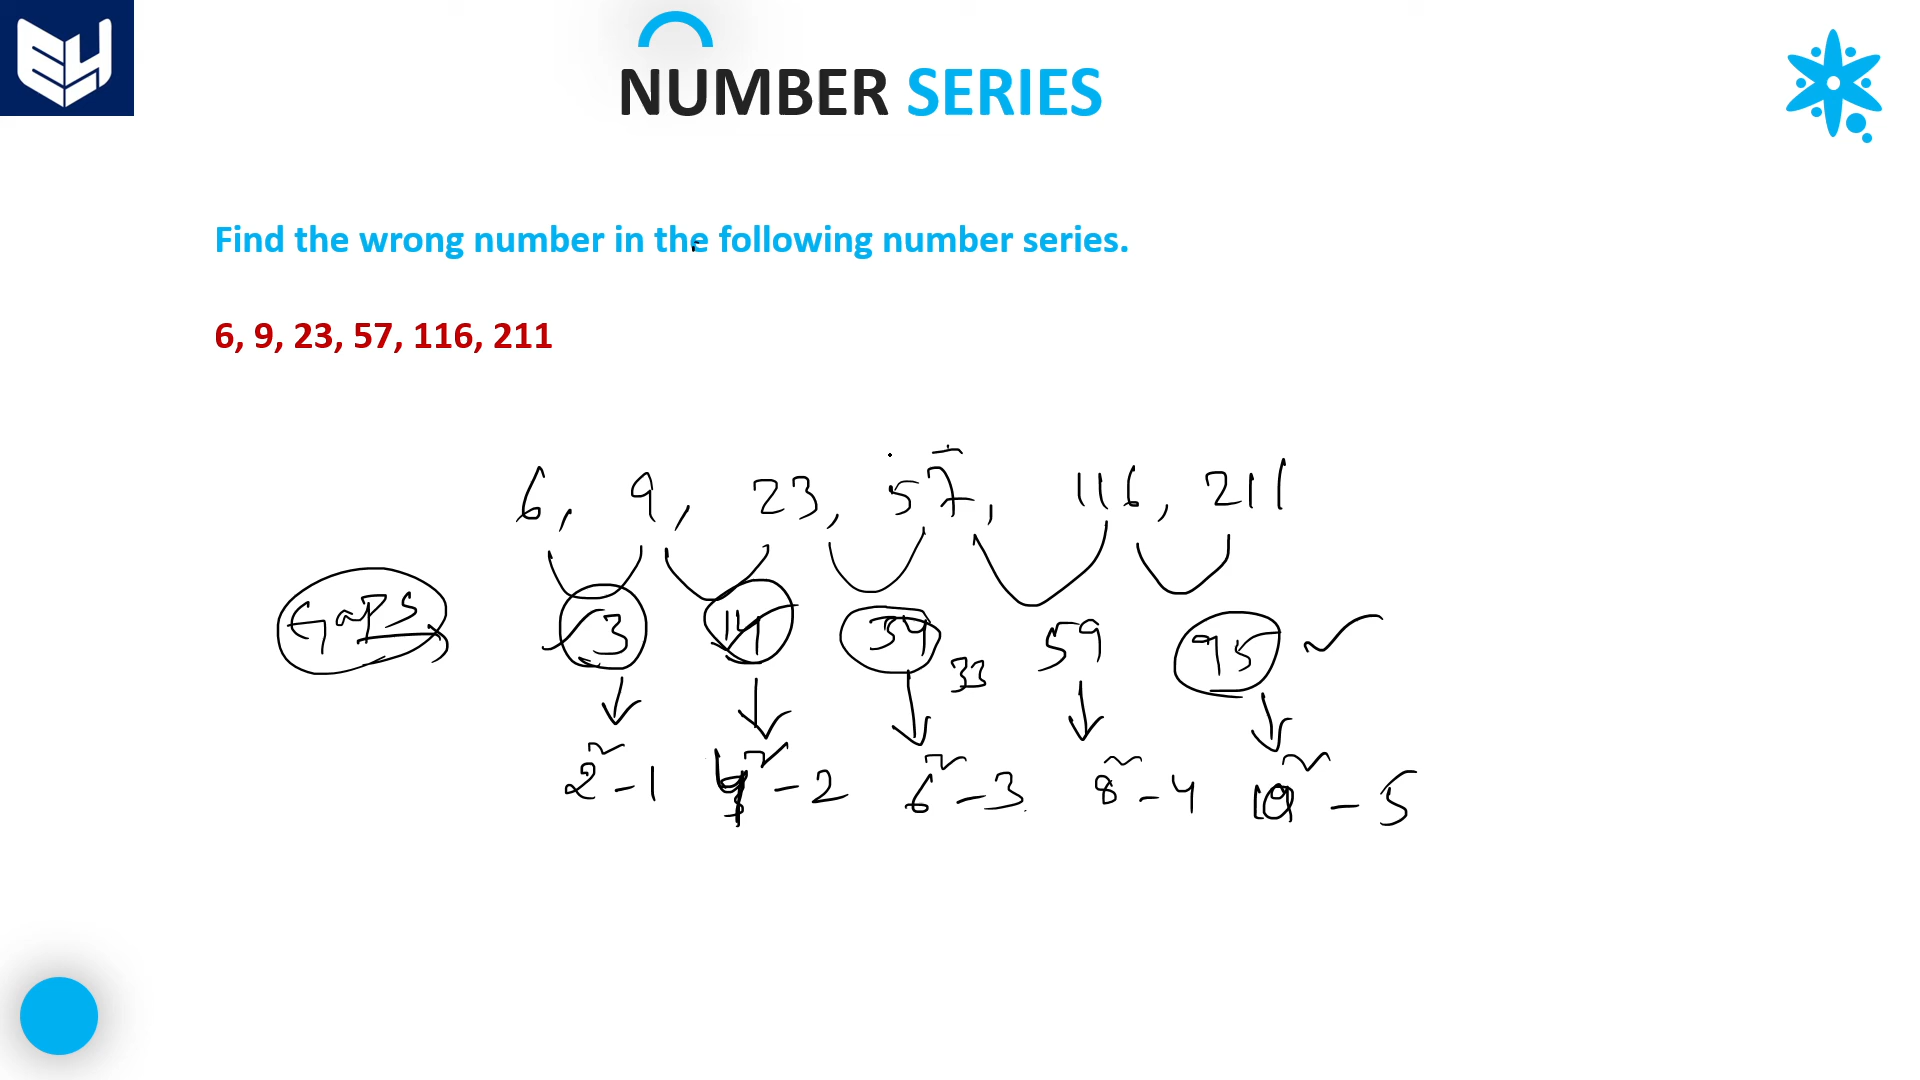 NUMBER SERIES
Find the wrong number in the following number series.
6, 9, 23, 57, 116, 211
6, 9, 23, 57, 116, 211
Gaps 3 14 34 59 95
33
2² - 1 4² - 2 6² - 3 8² - 4 10² - 5